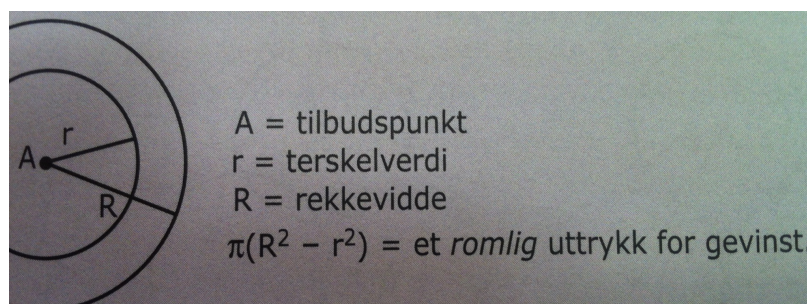 r
A
R
A = tilbudspunkt
r = terskelverdi
R = rekkevidde
π(R² – r²) = et romlig uttrykk for gevinst